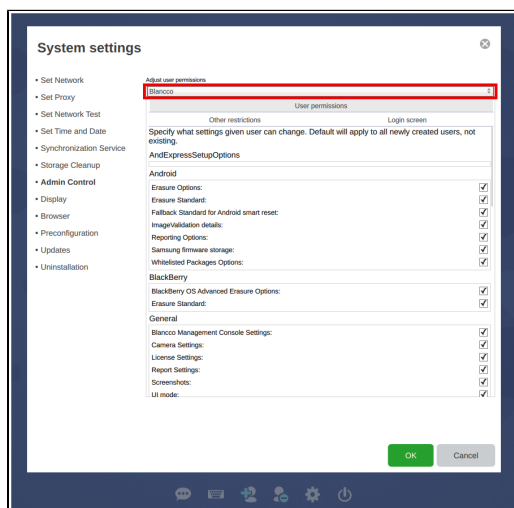 System settings
• Set Network
• Set Proxy
• Set Network Test
• Set Time and Date
• Synchronization Service
• Storage Cleanup
• Admin Control
• Display
• Browser
• Preconfiguration
• Updates
• Uninstallation
Adjust user permissions
Blancco
User permissions
Other restrictions Login screen
Specify what settings given user can change. Default will apply to all newly created users, not
existing.
AndExpressSetupOptions
Android
Erasure Options:
Erasure Standard:
Fallback Standard for Android smart reset:
ImageValidation details:
Reporting Options:
Samsung firmware storage:
Whitelisted Packages Options:
BlackBerry
BlackBerry OS Advanced Erasure Options:
Erasure Standard:
General
Blancco Management Console Settings:
Camera Settings:
License Settings:
Report Settings:
Screenshots:
UI mode:
OK Cancel